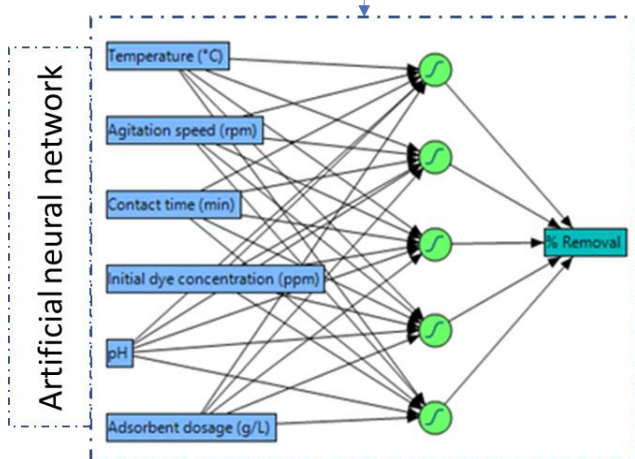 Artificial neural network
Temperature (°C)
Agitation speed (rpm)
Contact time (min)
Initial dye concentration (ppm)
pH
Adsorbent dosage (g/L)
% Removal